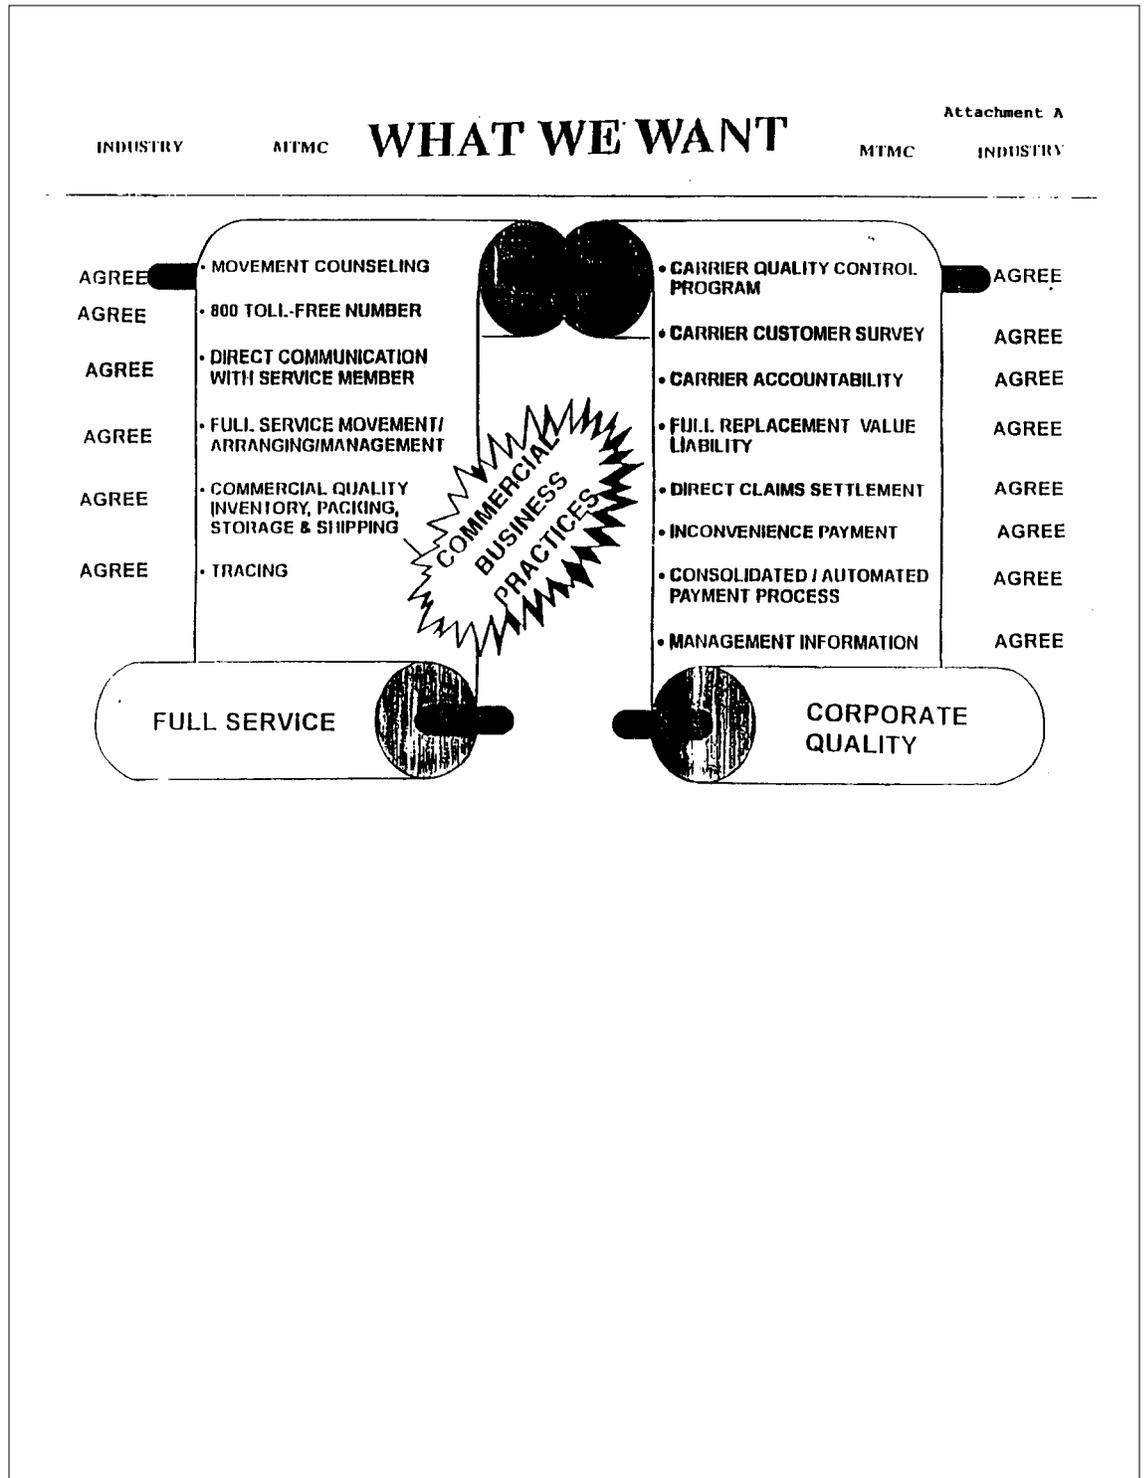 Attachment A
WHAT WE WANT
INDUSTRY MTMC
MTMC INDUSTRY
AGREE • MOVEMENT COUNSELING
AGREE • 800 TOLL-FREE NUMBER
• DIRECT COMMUNICATION
AGREE WITH SERVICE MEMBER
AGREE • FULL SERVICE MOVEMENT/
ARRANGING/MANAGEMENT
AGREE • COMMERCIAL QUALITY
INVENTORY, PACKING,
STORAGE & SHIPPING
AGREE • TRACING
FULL SERVICE
COMMERCIAL
BUSINESS
PRACTICES
• CARRIER QUALITY CONTROL AGREE
PROGRAM
• CARRIER CUSTOMER SURVEY AGREE
• CARRIER ACCOUNTABILITY AGREE
• FULL REPLACEMENT VALUE AGREE
LIABILITY
• DIRECT CLAIMS SETTLEMENT AGREE
• INCONVENIENCE PAYMENT AGREE
• CONSOLIDATED / AUTOMATED AGREE
PAYMENT PROCESS
• MANAGEMENT INFORMATION AGREE
CORPORATE
QUALITY